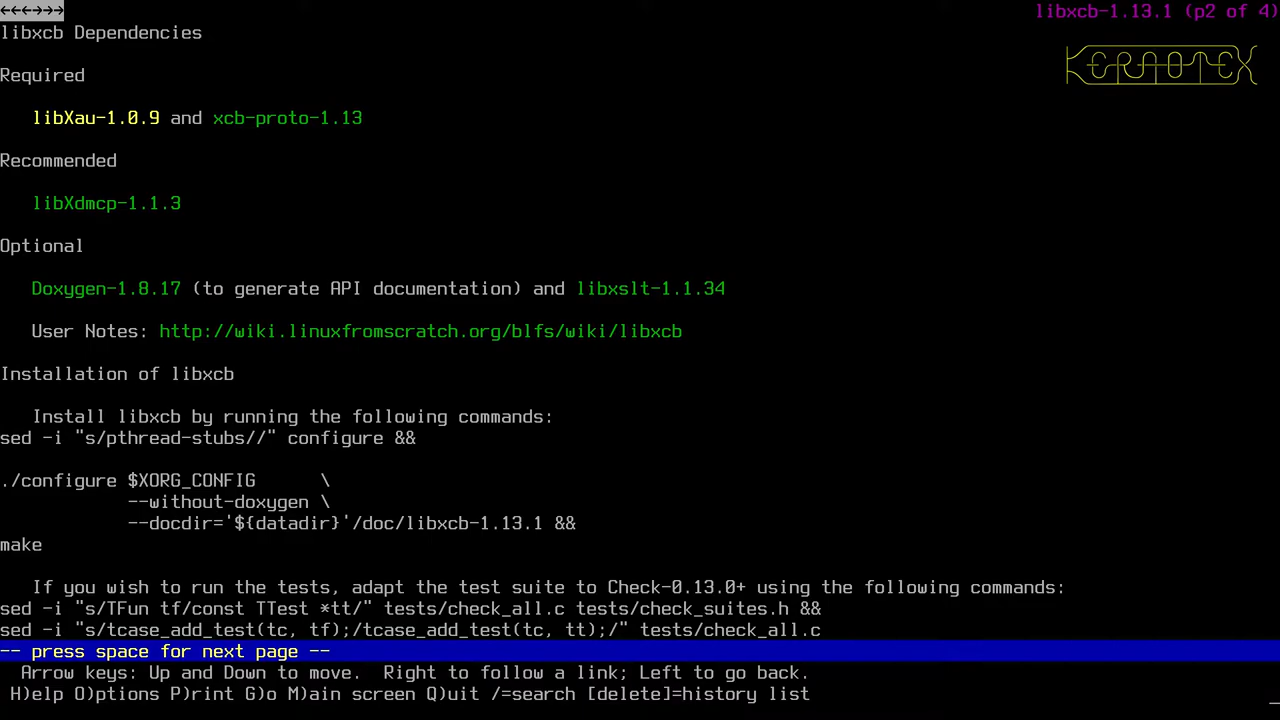 ←←←→→→ libxcb-1.13.1 (p2 of 4)
libxcb Dependencies
KERAOTEX
Required
libXau-1.0.9 and xcb-proto-1.13
Recommended
libXdmcp-1.1.3
Optional
Doxygen-1.8.17 (to generate API documentation) and libxslt-1.1.34
User Notes: http://wiki.linuxfromscratch.org/blfs/wiki/libxcb
Installation of libxcb
Install libxcb by running the following commands:
sed -i "s/pthread-stubs//" configure &&
./configure $XORG_CONFIG \
--without-doxygen \
--docdir='${datadir}'/doc/libxcb-1.13.1 &&
make
If you wish to run the tests, adapt the test suite to Check-0.13.0+ using the following commands:
sed -i "s/TFun tf/const TTest *tt/" tests/check_all.c tests/check_suites.h &&
sed -i "s/tcase_add_test(tc, tf);/tcase_add_test(tc, tt);/" tests/check_all.c
-- press space for next page --
Arrow keys: Up and Down to move. Right to follow a link; Left to go back.
H)elp O)ptions P)rint G)o M)ain screen Q)uit /=search [delete]=history list